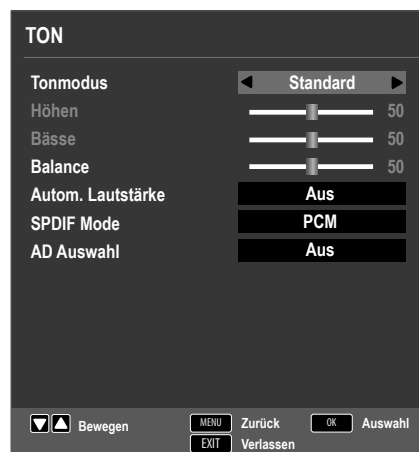 TON
Tonmodus Standard
Höhen 50
Bässe 50
Balance 50
Autom. Lautstärke Aus
SPDIF Mode PCM
AD Auswahl Aus
Bewegen MENU Zurück OK Auswahl
EXIT Verlassen